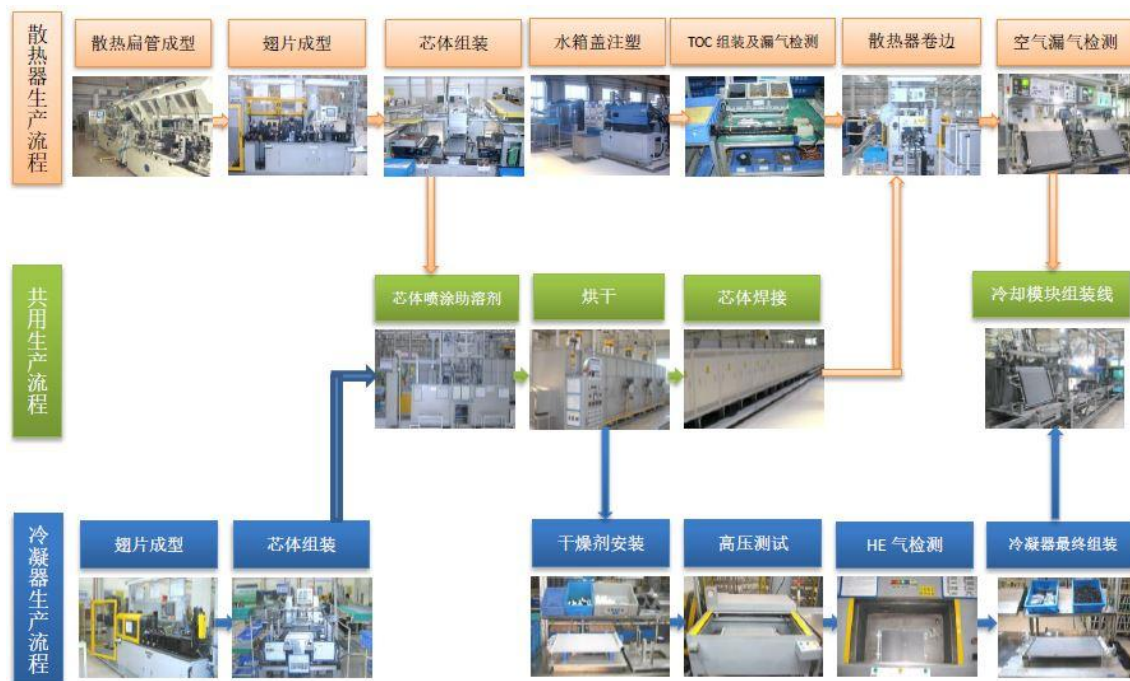 散热器生产流程
散热扁管成型
翅片成型
芯体组装
水箱盖注塑
TOC 组装及漏气检测
散热器卷边
空气漏气检测
共用生产流程
芯体喷涂助溶剂
烘干
芯体焊接
冷却模块组装线
冷凝器生产流程
翅片成型
芯体组装
干燥剂安装
高压测试
HE 气检测
冷凝器最终组装